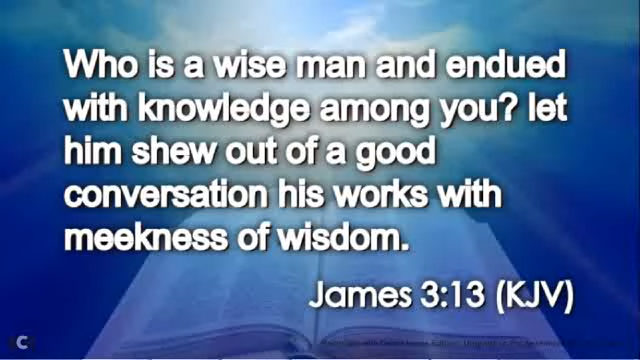 Who is a wise man and endued
with knowledge among you? let
him shew out of a good
conversation his works with
meekness of wisdom.
James 3:13 (KJV)
C